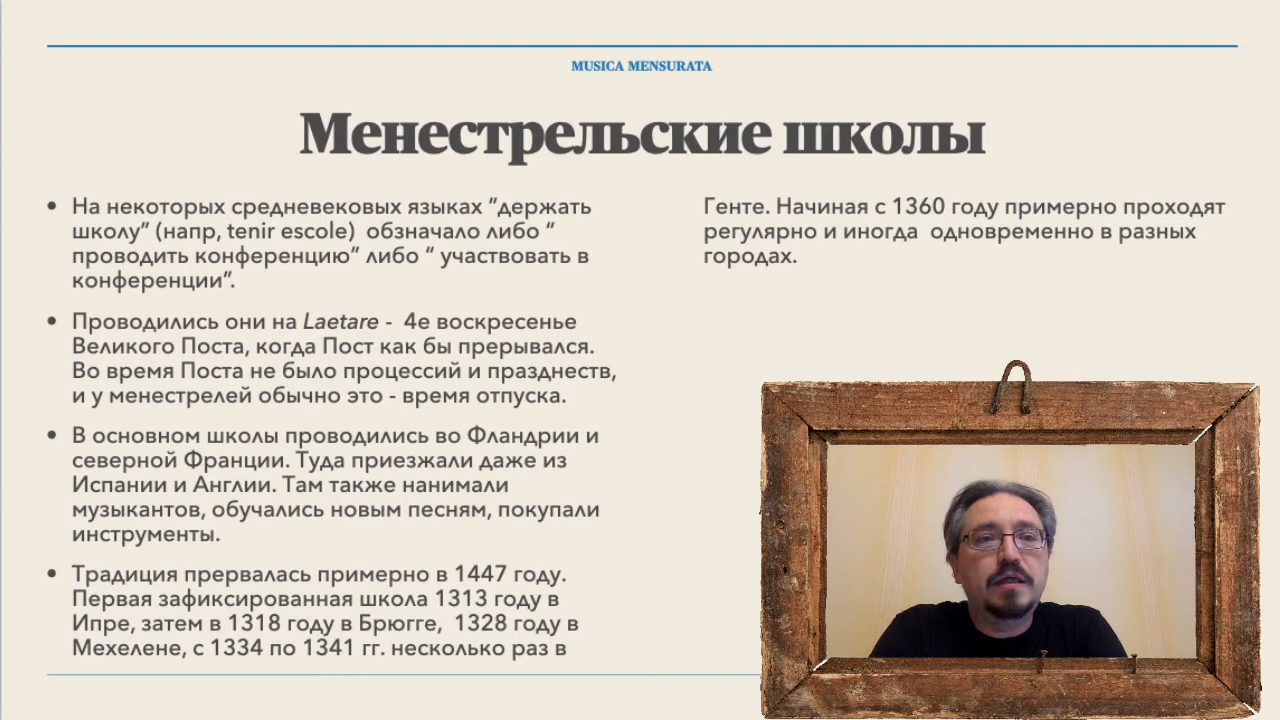 MUSICA MENSURATA
Менестрельские школы
• На некоторых средневековых языках “держать
школу” (напр, tenir escole) обзначало либо “
проводить конференцию” либо “ участвовать в
конференции”.
• Проводились они на Laetare - 4е воскресенье
Великого Поста, когда Пост как бы прерывался.
Во время Поста не было процессий и празднеств,
и у менестрелей обычно это - время отпуска.
• В основном школы проводились во Фландрии и
северной Франции. Туда приезжали даже из
Испании и Англии. Там также нанимали
музыкантов, обучались новым песням, покупали
инструменты.
• Традиция прервалась примерно в 1447 году.
Первая зафиксированная школа 1313 году в
Ипре, затем в 1318 году в Брюгге, 1328 году в
Мехелене, с 1334 по 1341 гг. несколько раз в
Генте. Начиная с 1360 году примерно проходят
регулярно и иногда одновременно в разных
городах.